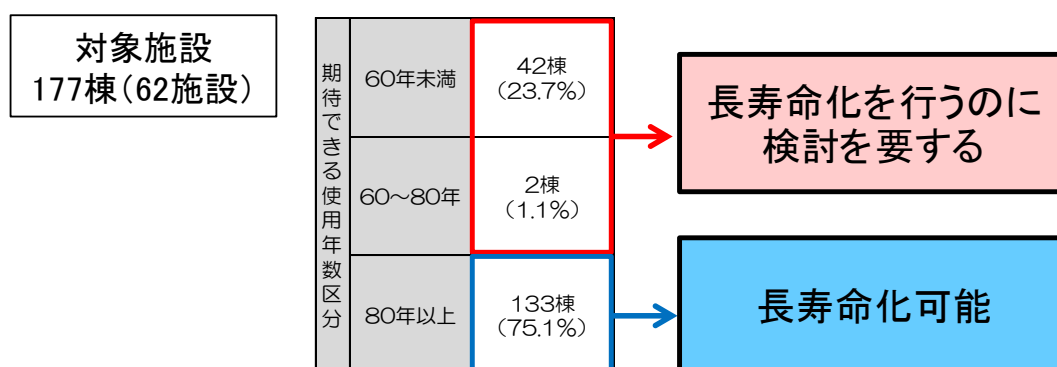 対象施設
177棟(62施設)
期待できる使用年数区分
60年未満
42棟
(23.7%)
60~80年
2棟
(1.1%)
80年以上
133棟
(75.1%)
長寿命化を行うのに
検討を要する
長寿命化可能